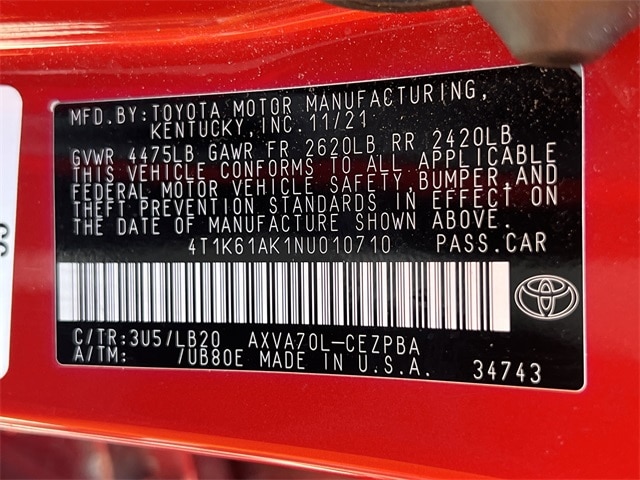 MFD.BY:TOYOTA MOTOR MANUFACTURING,
KENTUCKY,INC.11/21
GVWR 4475LB GAWR FR 2620LB RR 2420LB
THIS VEHICLE CONFORMS TO ALL APPLICABLE
FEDERAL MOTOR VEHICLE SAFETY,BUMPER,AND
THEFT PREVENTION STANDARDS IN EFFECT ON
THE DATE OF MANUFACTURE SHOWN ABOVE.
4T1K61AK1NU010710 PASS.CAR
C/TR:3U5/LB20 AXVA70L-CEZPBA
A/TM: /UB80E MADE IN U.S.A. 34743